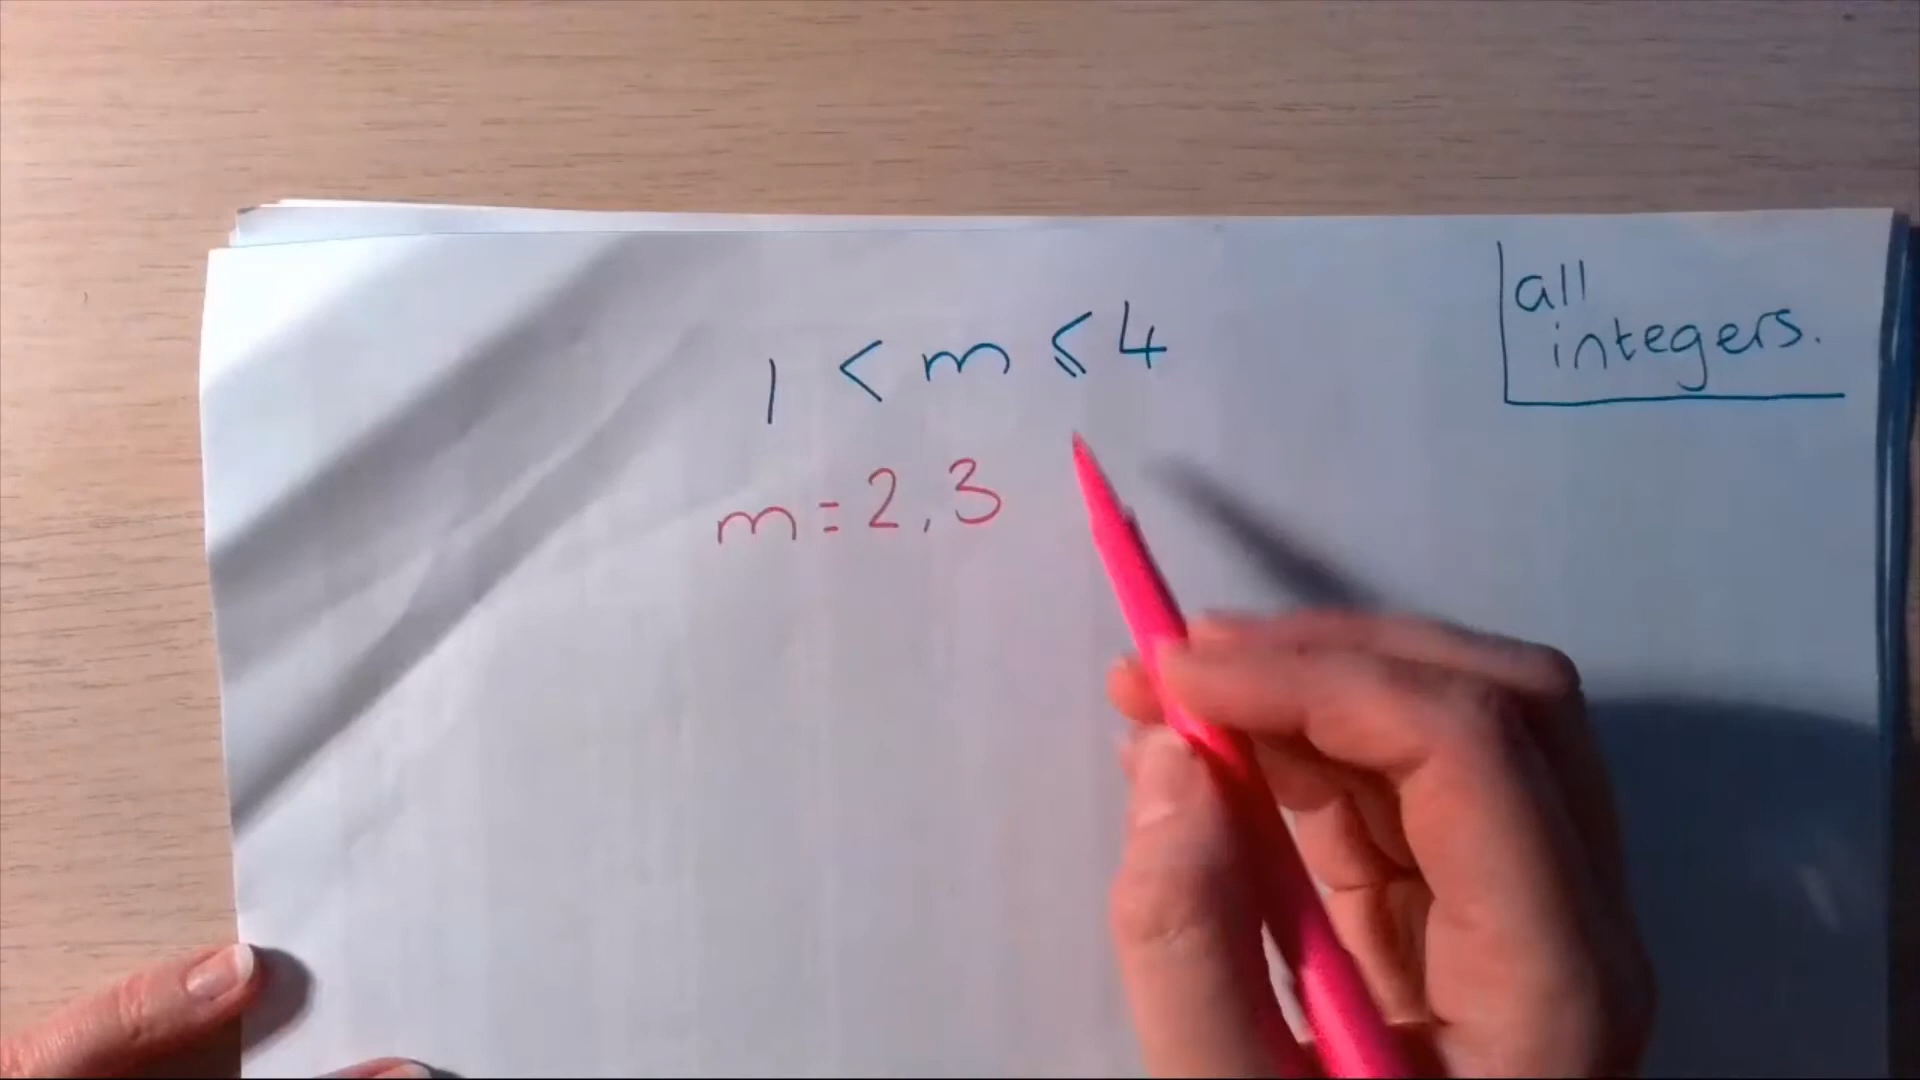 all
integers.
1 < m ⩽ 4
m = 2, 3